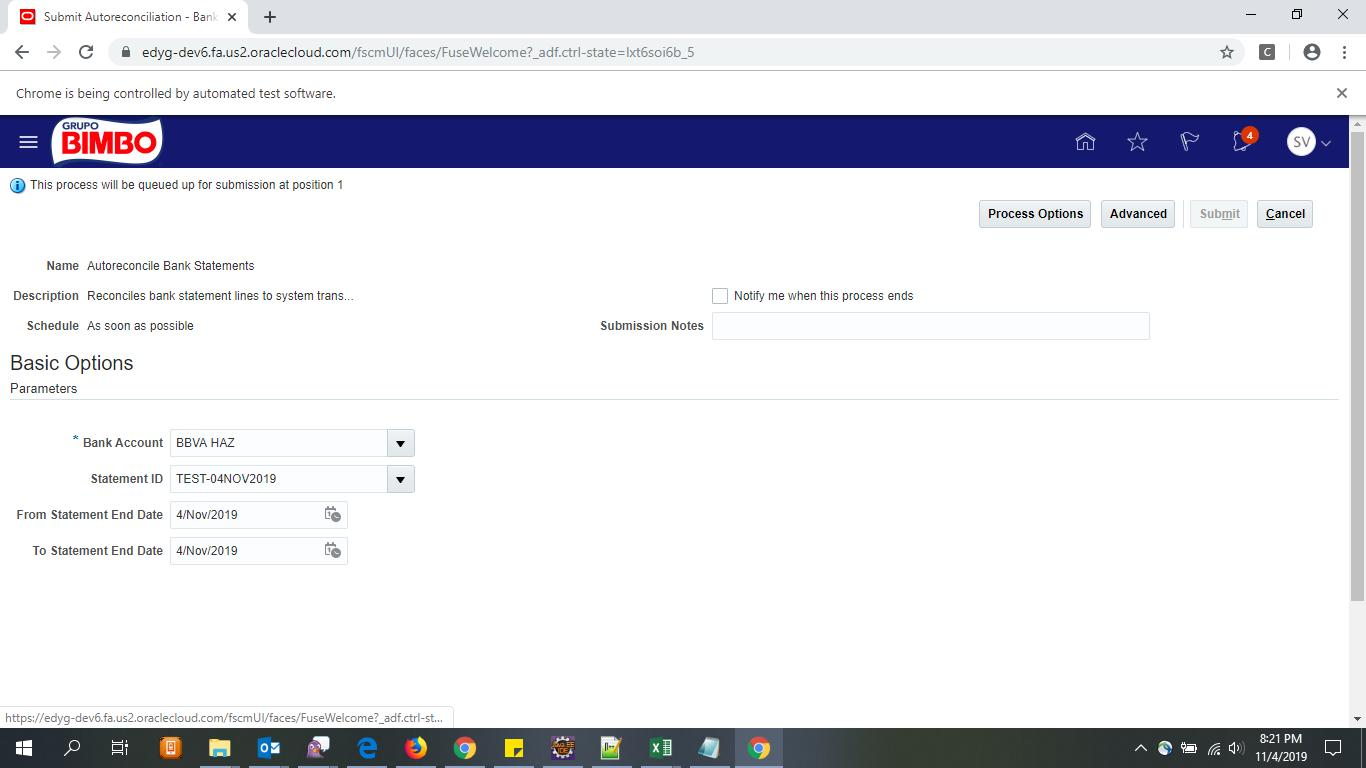 Submit Autoreconciliation - Bank
edyg-dev6.fa.us2.oraclecloud.com/fscmUI/faces/FuseWelcome?_adf.ctrl-state=lxt6soi6b_5
C
Chrome is being controlled by automated test software.
GRUPO
BIMBO
4
SV
This process will be queued up for submission at position 1
Process Options Advanced Submit Cancel
Name Autoreconcile Bank Statements
Description Reconciles bank statement lines to system trans...
Notify me when this process ends
Schedule As soon as possible
Submission Notes
Basic Options
Parameters
* Bank Account BBVA HAZ
Statement ID TEST-04NOV2019
From Statement End Date 4/Nov/2019
To Statement End Date 4/Nov/2019
https://edyg-dev6.fa.us2.oraclecloud.com/fscmUI/faces/FuseWelcome?_adf.ctrl-st...
8:21 PM
11/4/2019